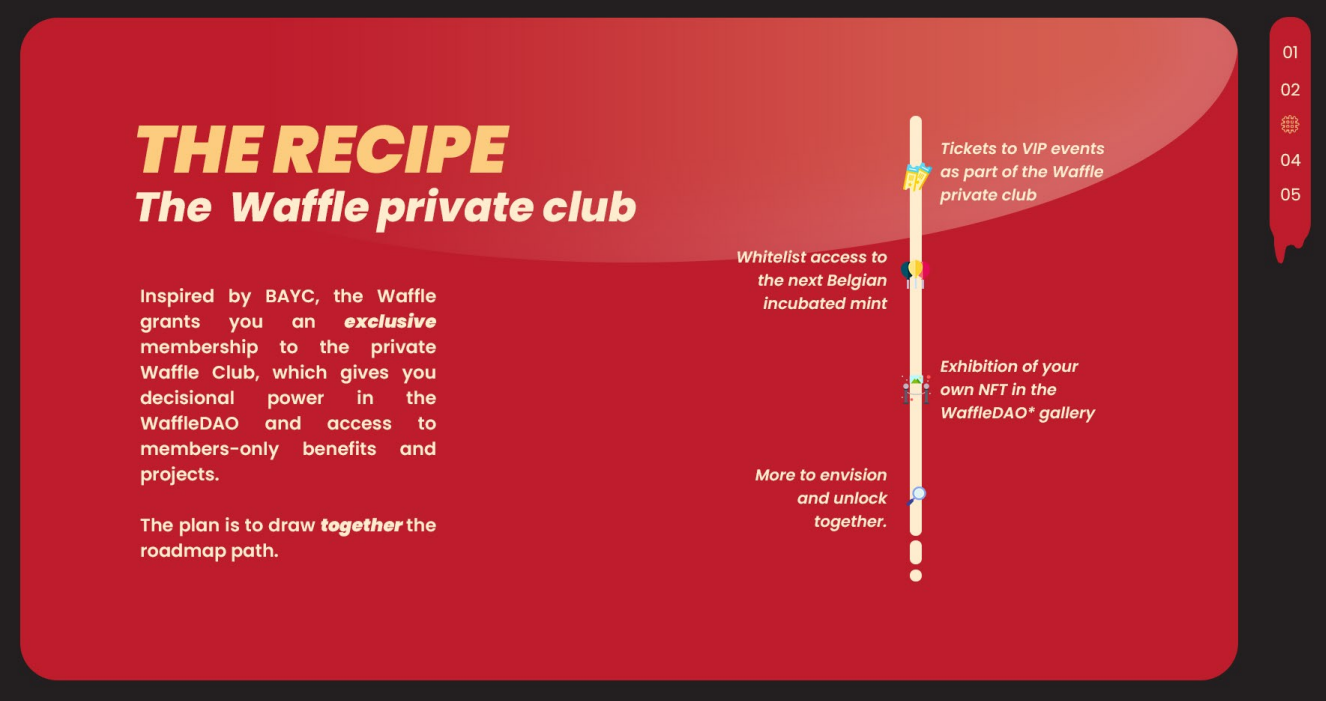 THE RECIPE
The Waffle private club
Inspired by BAYC, the Waffle
grants you an exclusive
membership to the private
Waffle Club, which gives you
decisional power in the
WaffleDAO and access to
members-only benefits and
projects.
The plan is to draw together the
roadmap path.
Tickets to VIP events
as part of the Waffle
private club
Whitelist access to
the next Belgian
incubated mint
Exhibition of your
own NFT in the
WaffleDAO* gallery
More to envision
and unlock
together.
01
02
04
05